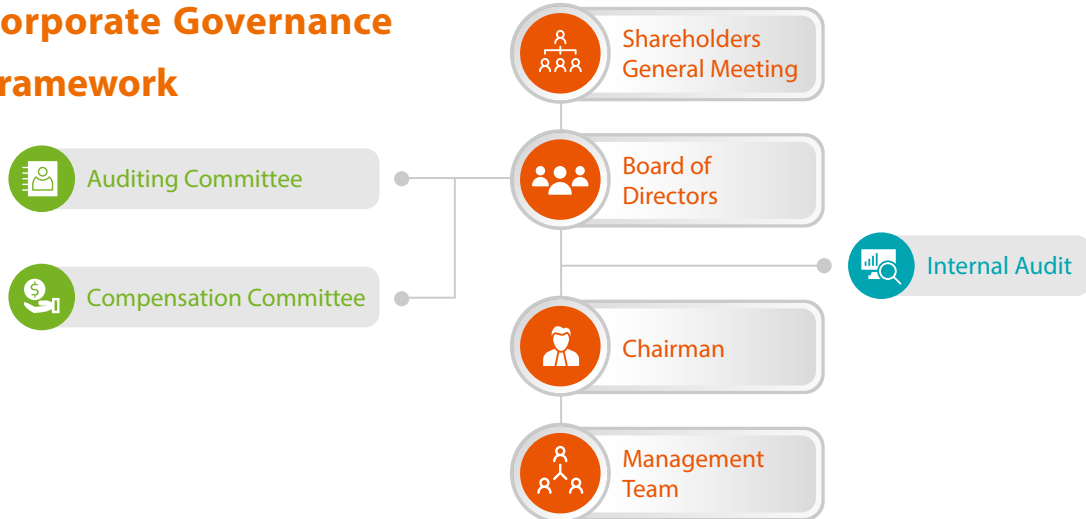 orporate Governance
ramework
Shareholders
General Meeting
Board of
Directors
Auditing Committee
Internal Audit
Compensation Committee
Chairman
Management
Team